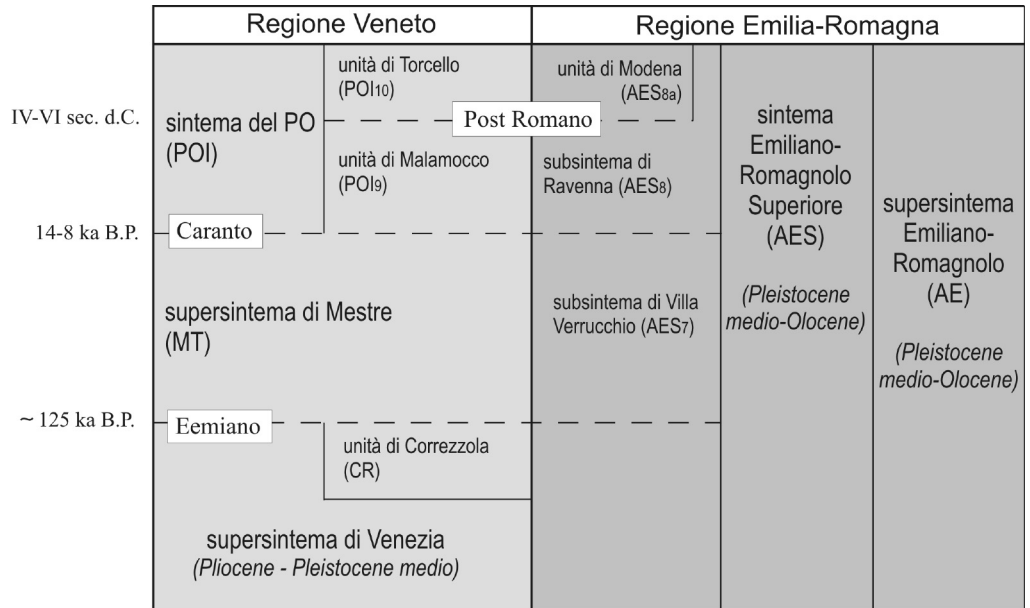 Regione Veneto
Regione Emilia-Romagna
unità di Torcello
(POI10)
unità di Modena
(AES8a)
IV-VI sec. d.C.
Post Romano
sintema del PO
(POI)
unità di Malamocco
(POI9)
subsintema di
Ravenna (AES8)
sintema
Emiliano-
Romagnolo
Superiore
(AES)
(Pleistocene
medio-Olocene)
supersintema
Emiliano-
Romagnolo
(AE)
(Pleistocene
medio-Olocene)
14-8 ka B.P.
Caranto
supersintema di Mestre
(MT)
subsintema di Villa
Verrucchio (AES7)
~ 125 ka B.P.
Eemiano
unità di Correzzola
(CR)
supersintema di Venezia
(Pliocene - Pleistocene medio)